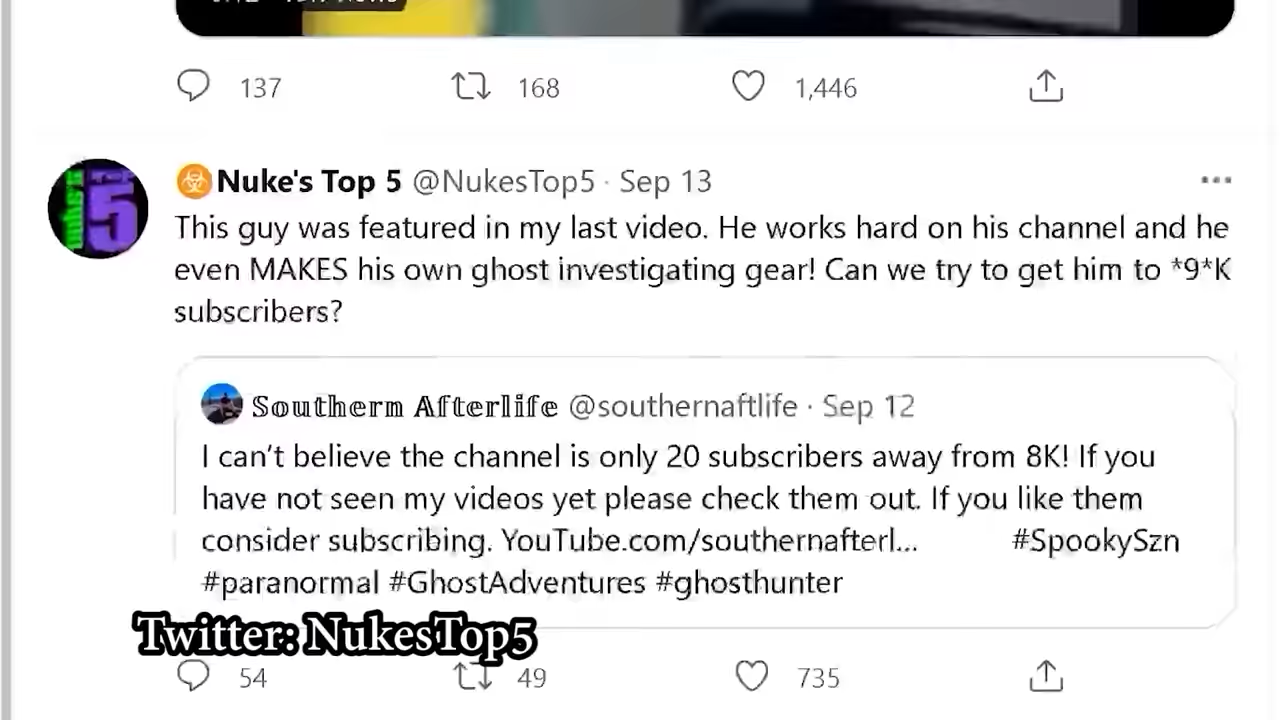 137 168 1,446
Nuke's Top 5 @NukesTop5 · Sep 13
This guy was featured in my last video. He works hard on his channel and he
even MAKES his own ghost investigating gear! Can we try to get him to *9*K
subscribers?
𝕊𝕠𝕦𝕥𝕙𝕖𝕣𝕟 𝔸𝕗𝕥𝕖𝕣𝕝𝕚𝕗𝕖 @southernaftlife · Sep 12
I can't believe the channel is only 20 subscribers away from 8K! If you
have not seen my videos yet please check them out. If you like them
consider subscribing. YouTube.com/southernafterl... #SpookySzn
#paranormal #GhostAdventures #ghosthunter
Twitter: NukesTop5
54 49 735